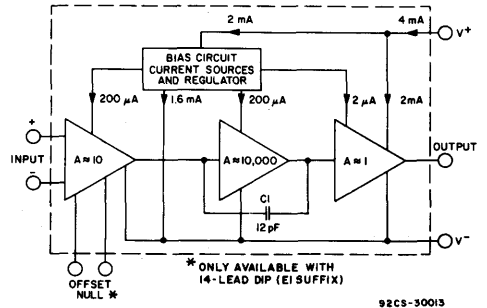 2 mA
4 mA
V+
BIAS CIRCUIT
CURRENT SOURCES
AND REGULATOR
200 μA
1.6 mA
200 μA
2 μA
2mA
+
INPUT
-
A≈10
A≈10,000
A≈1
OUTPUT
C1
12 pF
V-
OFFSET
NULL *
* ONLY AVAILABLE WITH
14-LEAD DIP (E1 SUFFIX)
92CS-30013